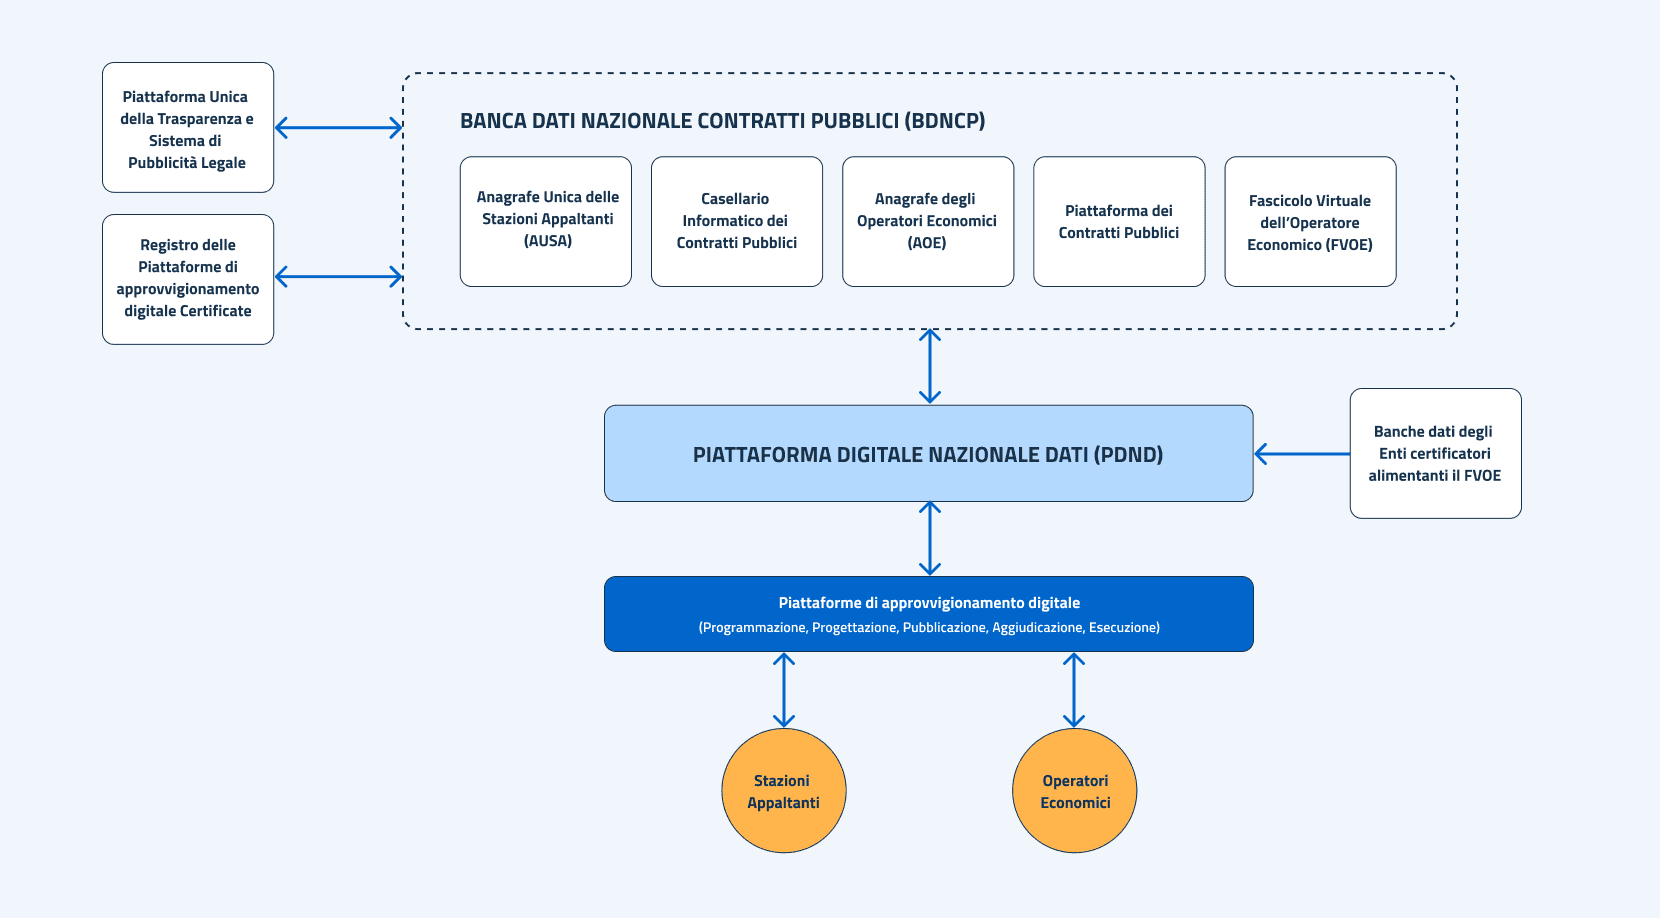 Piattaforma Unica
della Trasparenza e
Sistema di
Pubblicità Legale
Registro delle
Piattaforme di
approvvigionamento
digitale Certificate
BANCA DATI NAZIONALE CONTRATTI PUBBLICI (BDNCP)
Anagrafe Unica delle
Stazioni Appaltanti
(AUSA)
Casellario
Informatico dei
Contratti Pubblici
Anagrafe degli
Operatori Economici
(AOE)
Piattaforma dei
Contratti Pubblici
Fascicolo Virtuale
dell’Operatore
Economico (FVOE)
PIATTAFORMA DIGITALE NAZIONALE DATI (PDND)
Banche dati degli
Enti certificatori
alimentanti il FVOE
Piattaforme di approvvigionamento digitale
(Programmazione, Progettazione, Pubblicazione, Aggiudicazione, Esecuzione)
Stazioni
Appaltanti
Operatori
Economici